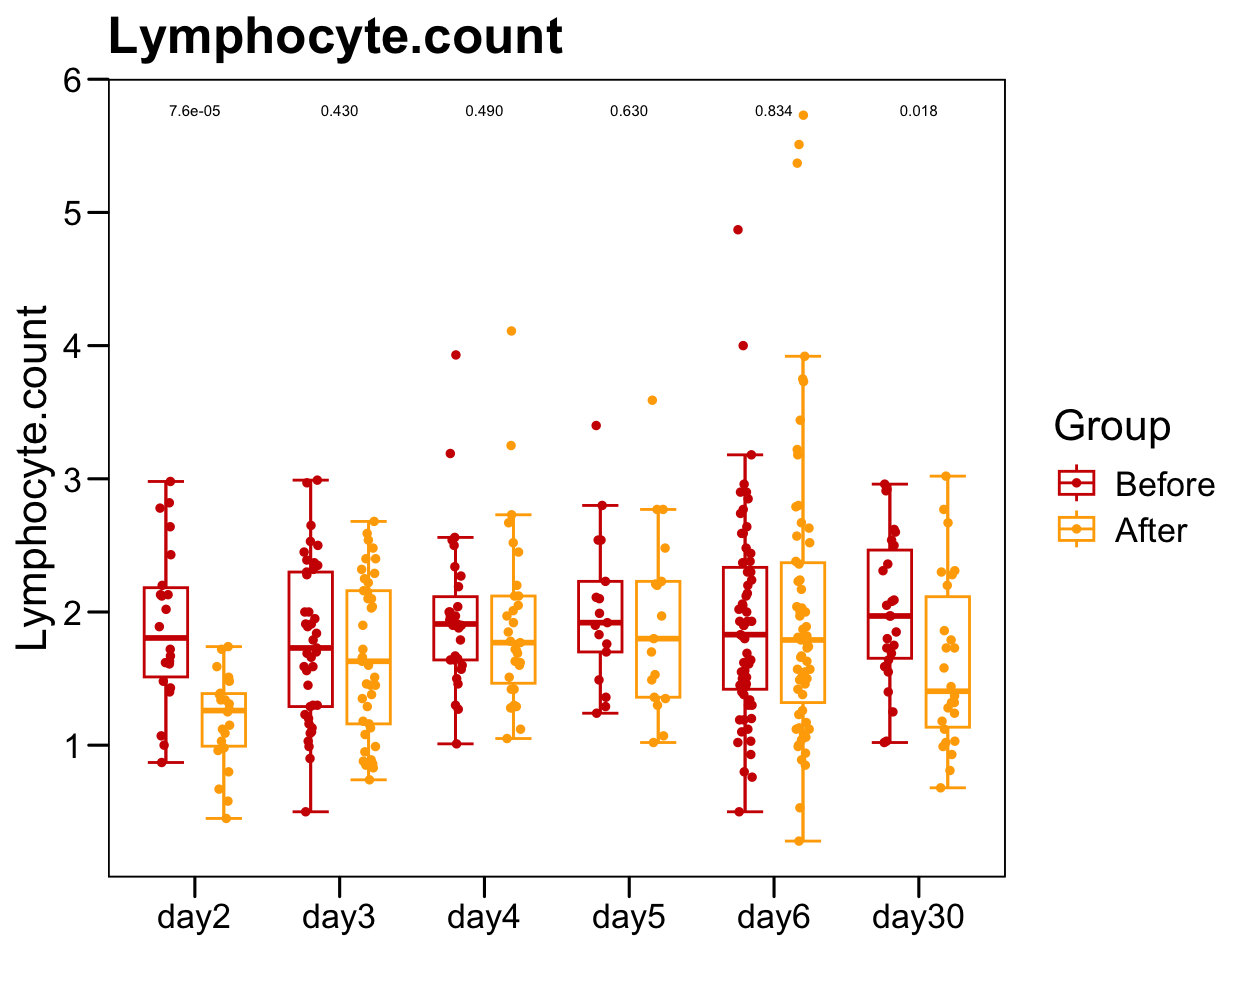 Lymphocyte.count
7.6e-05 0.430 0.490 0.630 0.834 0.018
6
5
4
3
2
1
Lymphocyte.count
day2 day3 day4 day5 day6 day30
Group
Before
After